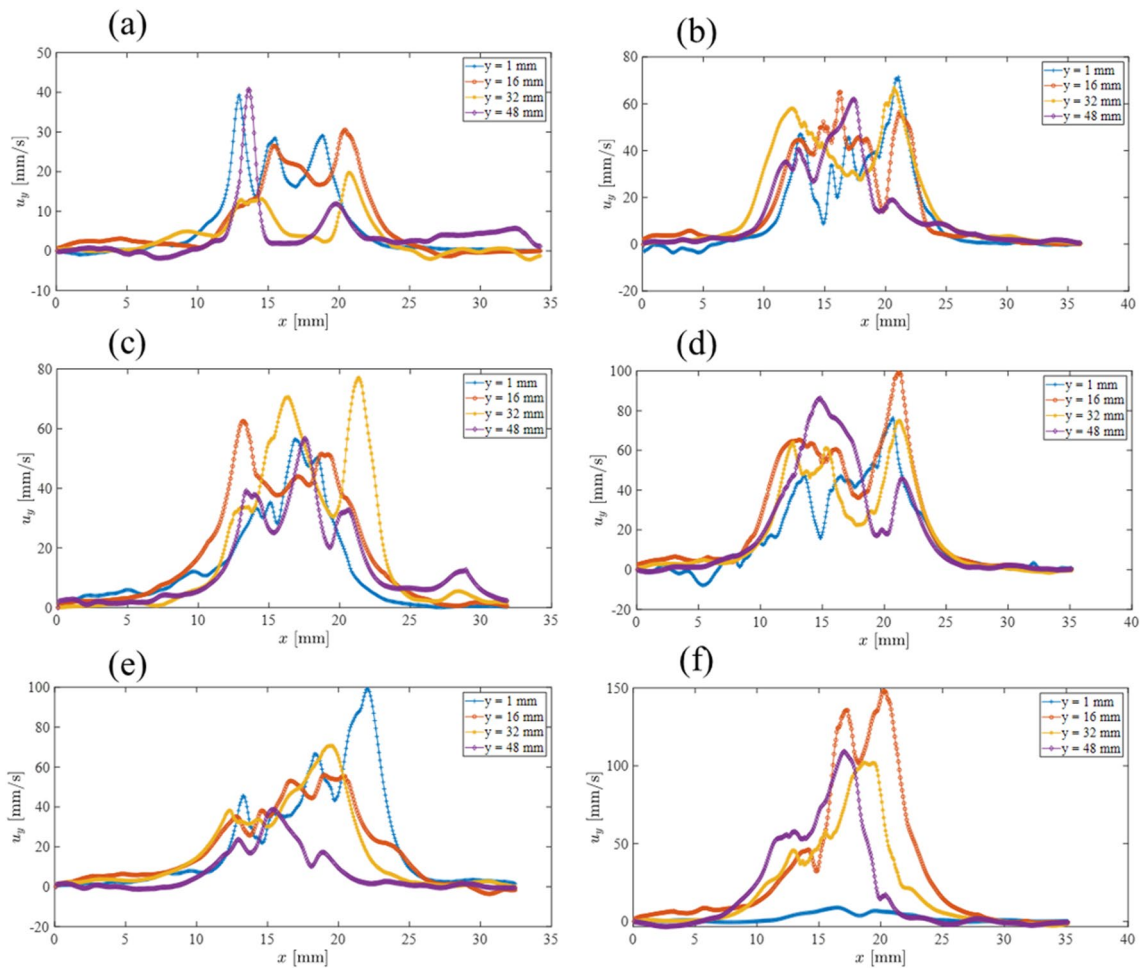 (a)
50
40
30
20
10
0
-10
u_y [mm/s]
0 5 10 15 20 25 30 35
x [mm]
y = 1 mm
y = 16 mm
y = 32 mm
y = 48 mm
(b)
80
60
40
20
0
-20
u_y [mm/s]
0 5 10 15 20 25 30 35 40
x [mm]
y = 1 mm
y = 16 mm
y = 32 mm
y = 48 mm
(c)
80
60
40
20
0
u_y [mm/s]
0 5 10 15 20 25 30 35
x [mm]
y = 1 mm
y = 16 mm
y = 32 mm
y = 48 mm
(d)
100
80
60
40
20
0
-20
u_y [mm/s]
0 5 10 15 20 25 30 35 40
x [mm]
y = 1 mm
y = 16 mm
y = 32 mm
y = 48 mm
(e)
100
80
60
40
20
0
-20
u_y [mm/s]
0 5 10 15 20 25 30 35
x [mm]
y = 1 mm
y = 16 mm
y = 32 mm
y = 48 mm
(f)
150
100
50
0
u_y [mm/s]
0 5 10 15 20 25 30 35 40
x [mm]
y = 1 mm
y = 16 mm
y = 32 mm
y = 48 mm